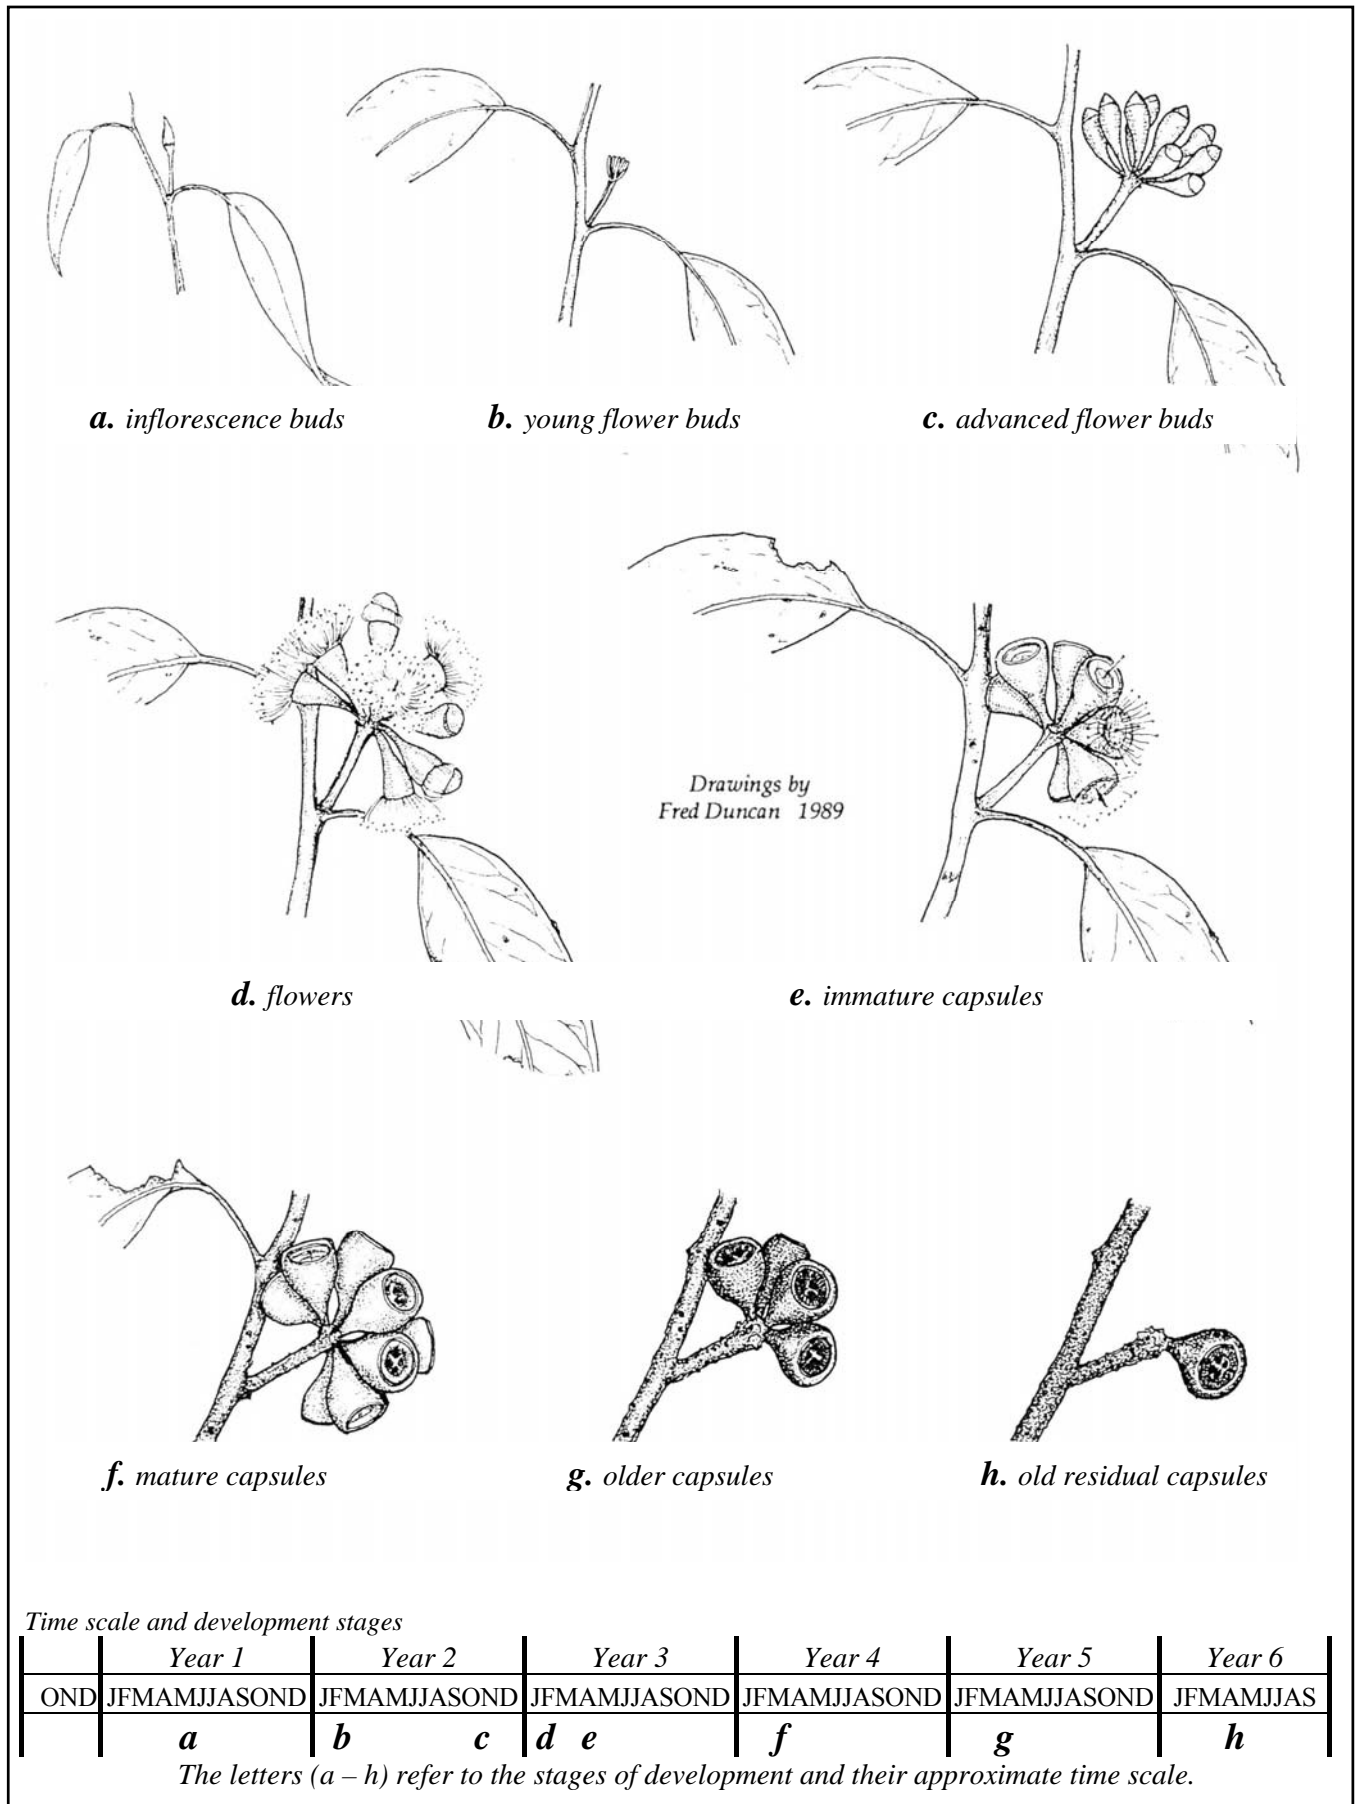 a. inflorescence buds
b. young flower buds
c. advanced flower buds
Drawings by
Fred Duncan 1989
d. flowers
e. immature capsules
f. mature capsules
g. older capsules
h. old residual capsules
Time scale and development stages
Year 1 Year 2 Year 3 Year 4 Year 5 Year 6
OND JFMAMJJASOND JFMAMJJASOND JFMAMJJASOND JFMAMJJASOND JFMAMJJASOND JFMAMJJAS
a b c d e f g h
The letters (a – h) refer to the stages of development and their approximate time scale.